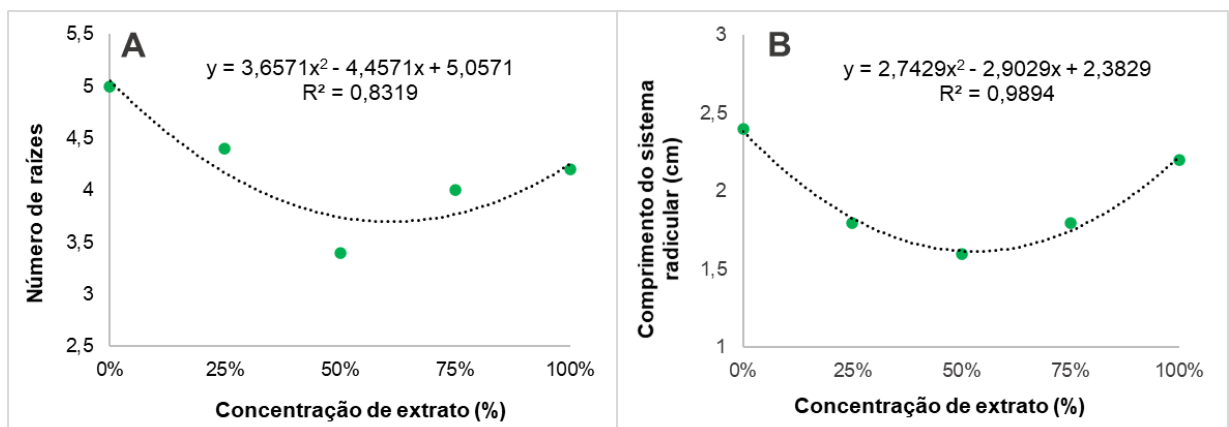 A
y = 3,6571x² - 4,4571x + 5,0571
R² = 0,8319
5,5
5
4,5
4
3,5
3
2,5
Número de raízes
0% 25% 50% 75% 100%
Concentração de extrato (%)
B
y = 2,7429x² - 2,9029x + 2,3829
R² = 0,9894
3
2,5
2
1,5
1
Comprimento do sistema
radicular (cm)
0% 25% 50% 75% 100%
Concentração de extrato (%)